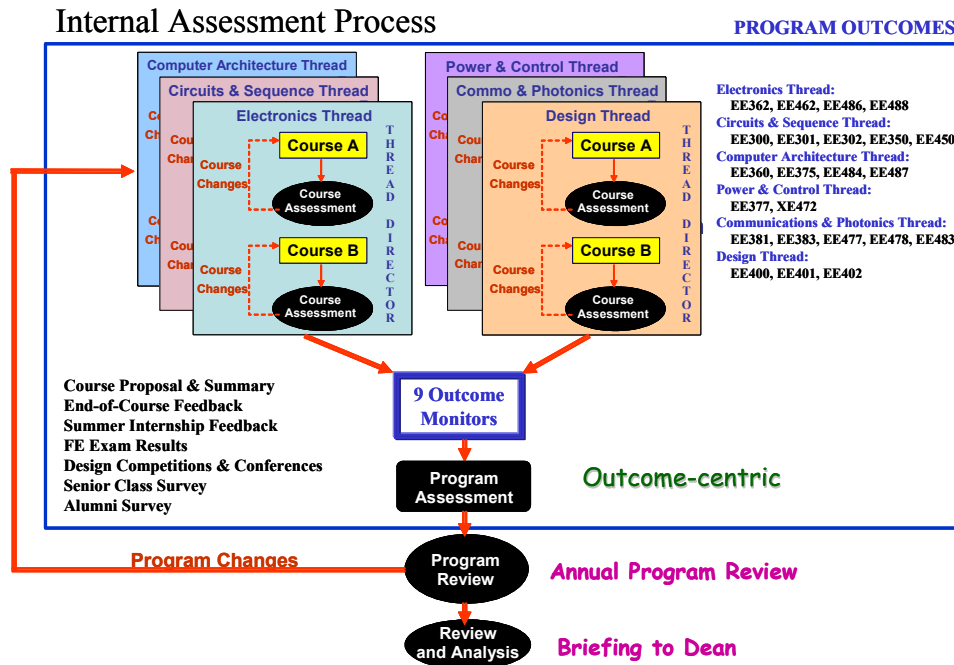 Internal Assessment Process
PROGRAM OUTCOMES
Computer Architecture Thread
Circuits & Sequence Thread
Electronics Thread
Course A
Course
Changes
Course
Assessment
Course B
Course
Changes
Course
Assessment
THREAD DIRECTOR
Power & Control Thread
Commo & Photonics Thread
Design Thread
Course A
Course
Changes
Course
Assessment
Course B
Course
Changes
Course
Assessment
THREAD DIRECTOR
Electronics Thread:
EE362, EE462, EE486, EE488
Circuits & Sequence Thread:
EE300, EE301, EE302, EE350, EE450
Computer Architecture Thread:
EE360, EE375, EE484, EE487
Power & Control Thread:
EE377, XE472
Communications & Photonics Thread:
EE381, EE383, EE477, EE478, EE483
Design Thread:
EE400, EE401, EE402
Course Proposal & Summary
End-of-Course Feedback
Summer Internship Feedback
FE Exam Results
Design Competitions & Conferences
Senior Class Survey
Alumni Survey
9 Outcome
Monitors
Program
Assessment
Outcome-centric
Program Changes
Program
Review
Annual Program Review
Review
and Analysis
Briefing to Dean